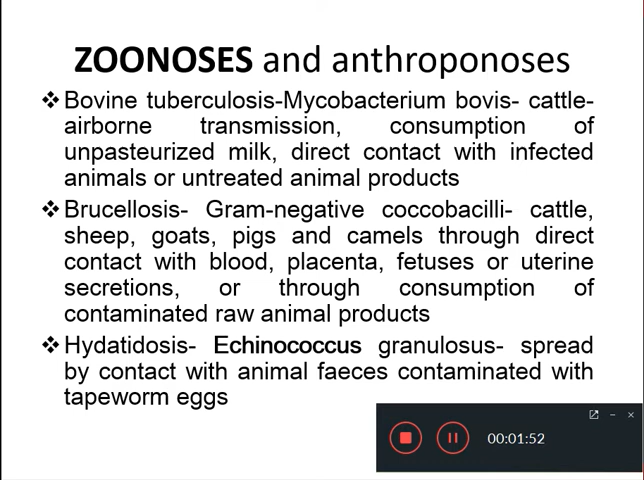 ZOONOSES and anthroponoses
❖ Bovine tuberculosis-Mycobacterium bovis- cattle-
airborne transmission, consumption of
unpasteurized milk, direct contact with infected
animals or untreated animal products
❖ Brucellosis- Gram-negative coccobacilli- cattle,
sheep, goats, pigs and camels through direct
contact with blood, placenta, fetuses or uterine
secretions, or through consumption of
contaminated raw animal products
❖ Hydatidosis- Echinococcus granulosus- spread
by contact with animal faeces contaminated with
tapeworm eggs
00:01:52